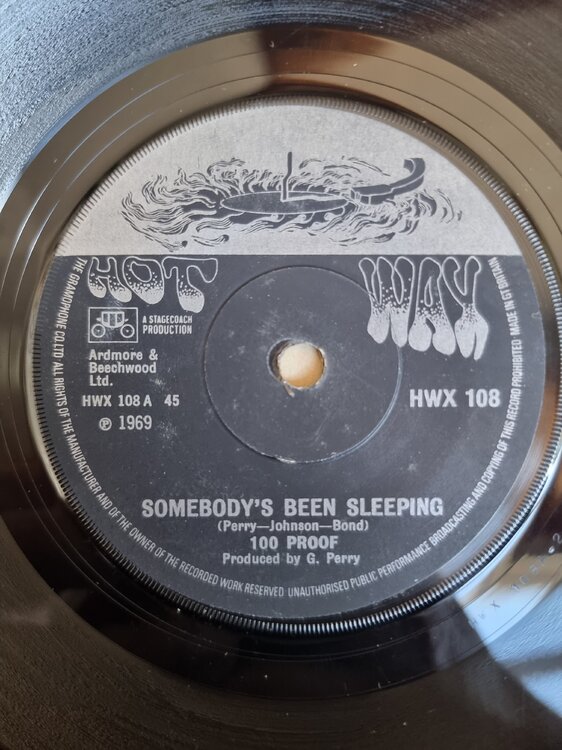 HOT WAX
A STAGECOACH
PRODUCTION
Ardmore &
Beechwood
Ltd.
HWX 108 A 45
℗ 1969
HWX 108
SOMEBODY'S BEEN SLEEPING
(Perry—Johnson—Bond)
100 PROOF
Produced by G. Perry
THE GRAMOPHONE CO.LTD ALL RIGHTS OF THE MANUFACTURER AND OF THE OWNER OF THE RECORDED WORK RESERVED UNAUTHORISED PUBLIC PERFORMANCE BROADCASTING AND COPYING OF THIS RECORD PROHIBITED MADE IN GT BRITAIN